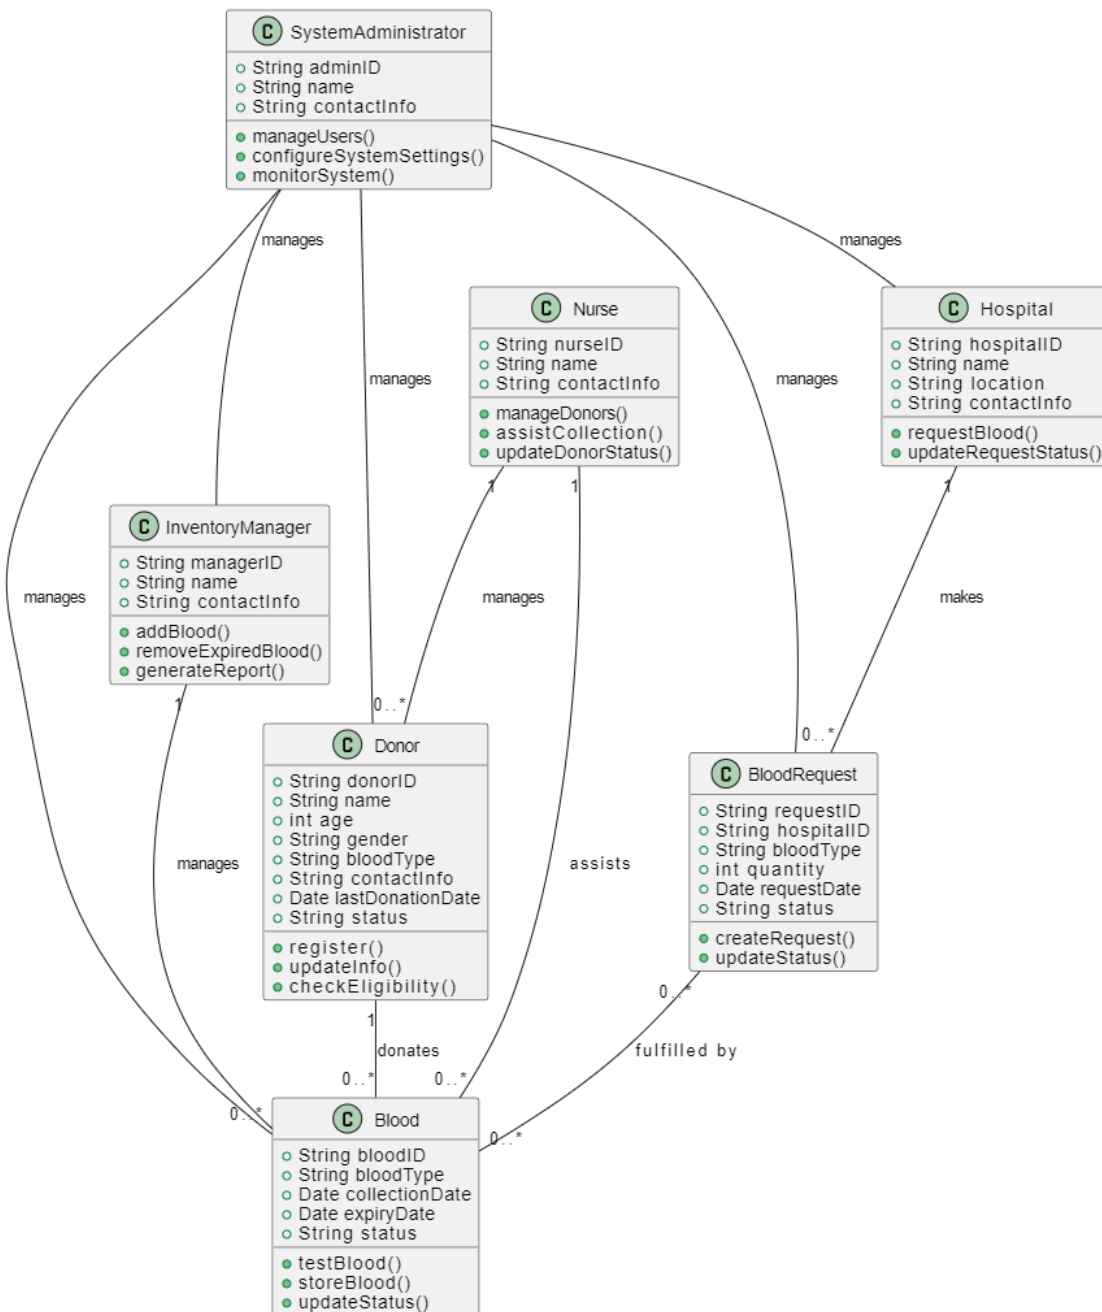 C SystemAdministrator
String adminID
String name
String contactInfo
manageUsers()
configureSystemSettings()
monitorSystem()
manages
manages
C Nurse
String nurseID
String name
String contactInfo
manageDonors()
assistCollection()
updateDonorStatus()
C Hospital
String hospitalID
String name
String location
String contactInfo
requestBlood()
updateRequestStatus()
manages
manages
1
1
1
C InventoryManager
String managerID
String name
String contactInfo
addBlood()
removeExpiredBlood()
generateReport()
manages
manages
makes
1
0..*
0..*
C Donor
String donorID
String name
int age
String gender
String bloodType
String contactInfo
Date lastDonationDate
String status
register()
updateInfo()
checkEligibility()
C BloodRequest
String requestID
String hospitalID
String bloodType
int quantity
Date requestDate
String status
createRequest()
updateStatus()
manages
assists
1
0..*
donates
fulfilled by
0..*
0..*
0..*
0..*
C Blood
String bloodID
String bloodType
Date collectionDate
Date expiryDate
String status
testBlood()
storeBlood()
updateStatus()